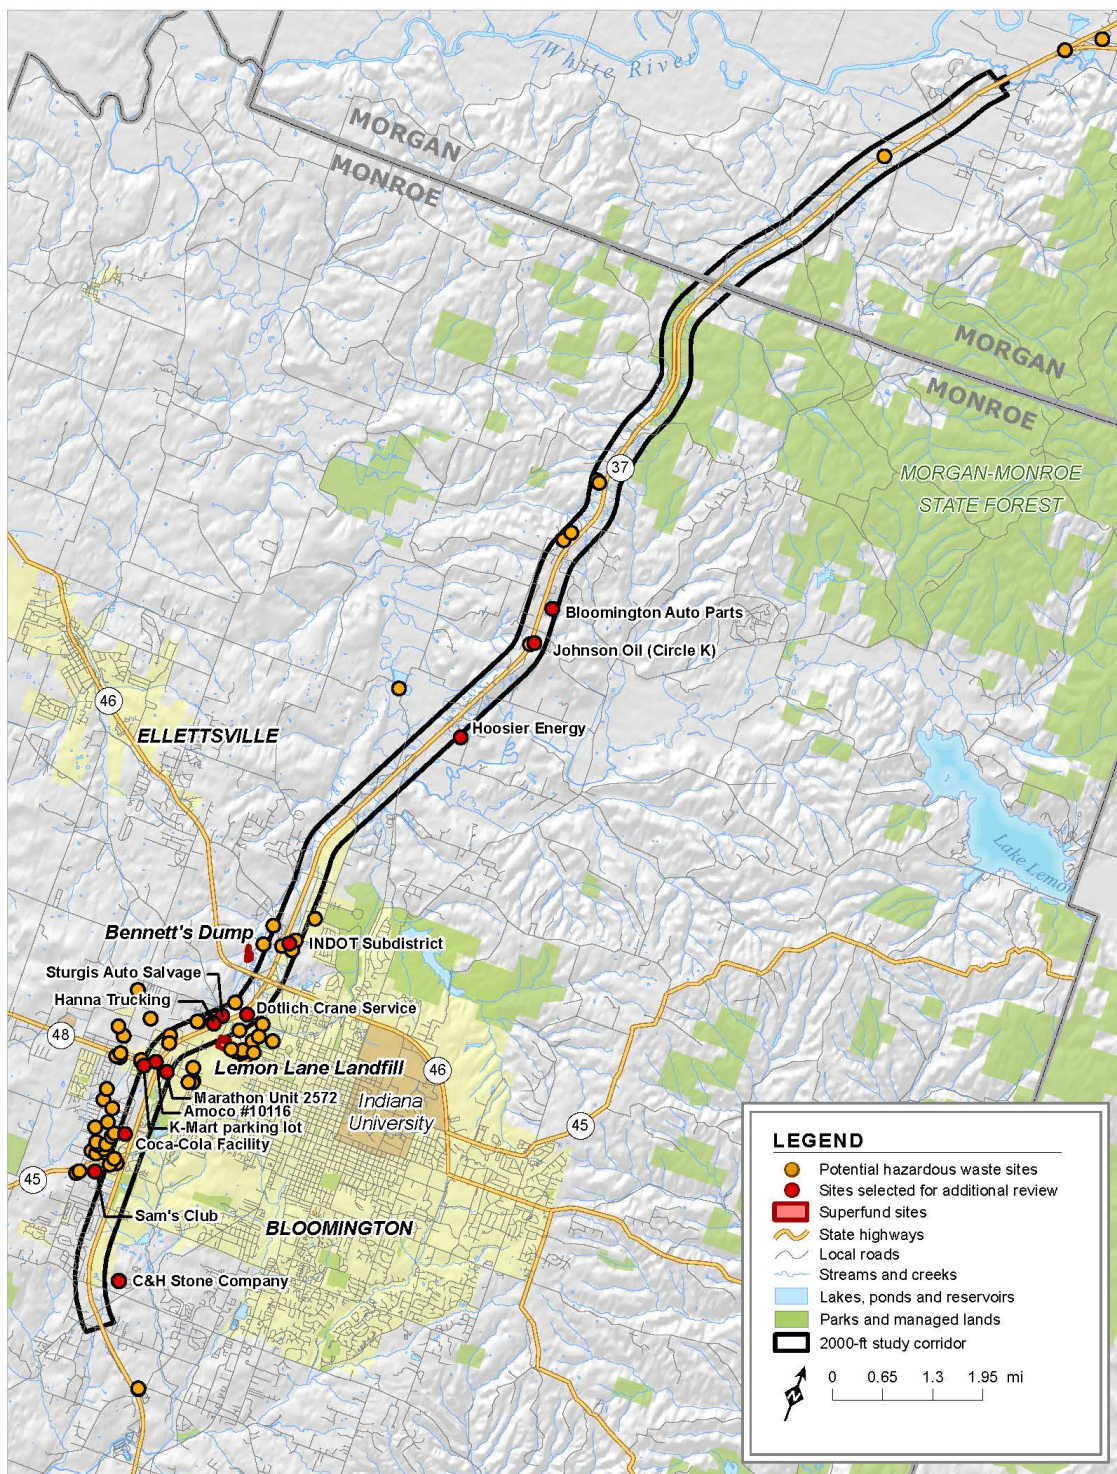 White River
MORGAN
MONROE
MORGAN
MONROE
37
MORGAN-MONROE
STATE FOREST
Bloomington Auto Parts
Johnson Oil (Circle K)
46
Hoosier Energy
ELLETTSVILLE
Lake Lemon
Bennett's Dump
INDOT Subdistrict
Sturgis Auto Salvage
Hanna Trucking
Dotlich Crane Service
48
Lemon Lane Landfill
46
Marathon Unit 2572
Amoco #10116
K-Mart parking lot
Coca-Cola Facility
Indiana
University
45
45
Sam's Club
BLOOMINGTON
C&H Stone Company
LEGEND
Potential hazardous waste sites
Sites selected for additional review
Superfund sites
State highways
Local roads
Streams and creeks
Lakes, ponds and reservoirs
Parks and managed lands
2000-ft study corridor
N
0 0.65 1.3 1.95 mi